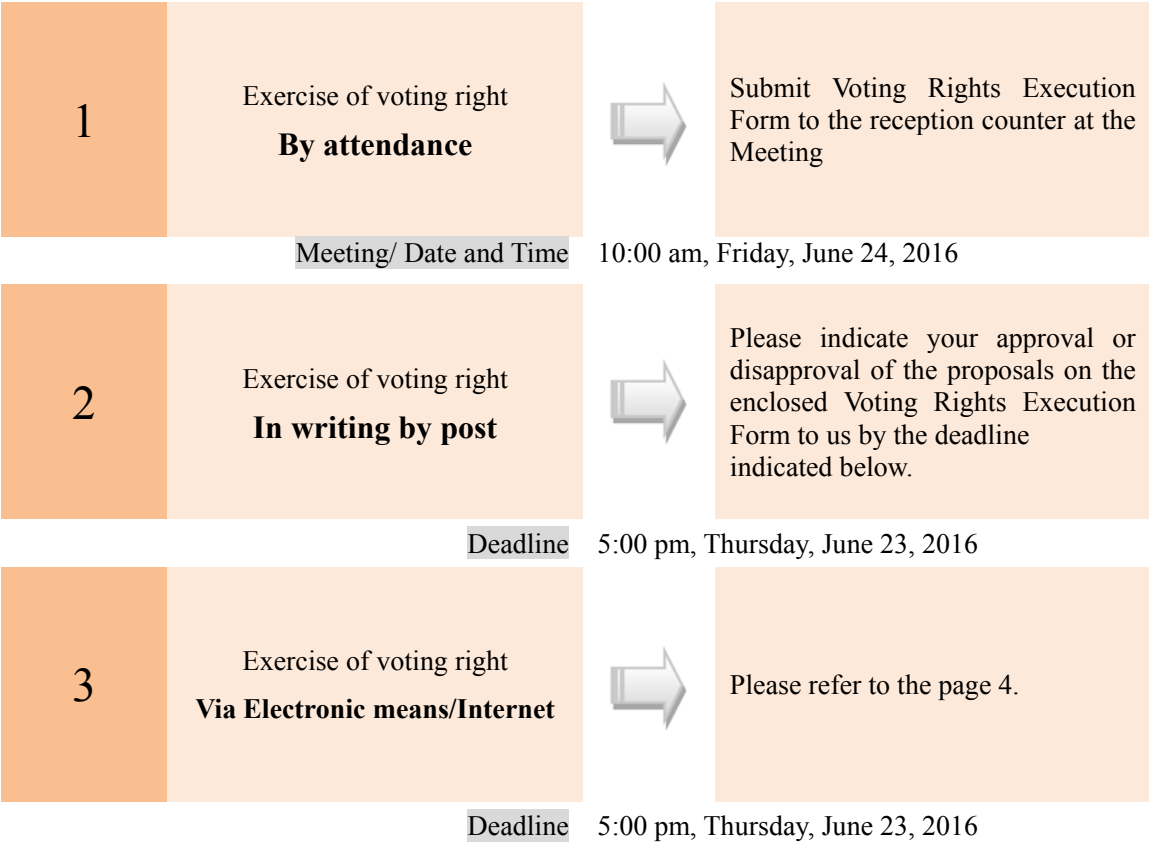 1
Exercise of voting right
By attendance
Submit Voting Rights Execution
Form to the reception counter at the
Meeting
Meeting/ Date and Time 10:00 am, Friday, June 24, 2016
2
Exercise of voting right
In writing by post
Please indicate your approval or
disapproval of the proposals on the
enclosed Voting Rights Execution
Form to us by the deadline
indicated below.
Deadline 5:00 pm, Thursday, June 23, 2016
3
Exercise of voting right
Via Electronic means/Internet
Please refer to the page 4.
Deadline 5:00 pm, Thursday, June 23, 2016